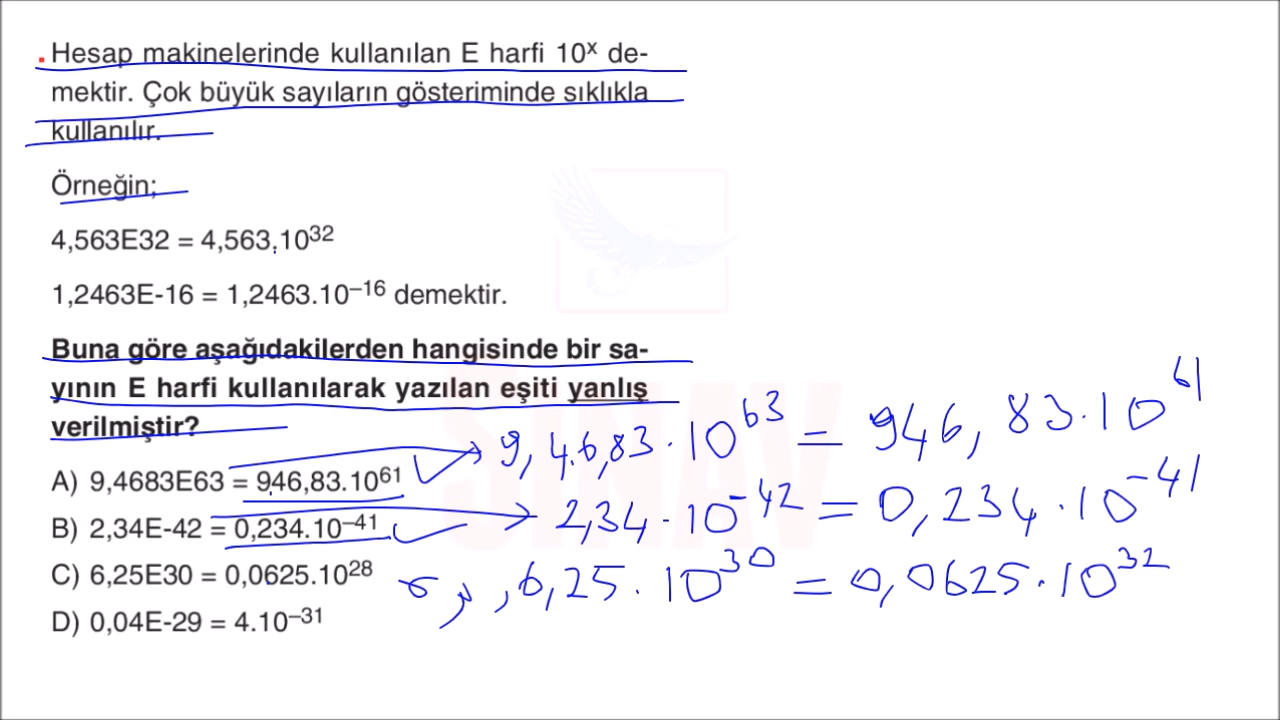 Hesap makinelerinde kullanılan E harfi 10ˣ de-
mektir. Çok büyük sayıların gösteriminde sıklıkla
kullanılır.
Örneğin;
4,563E32 = 4,563.10³²
1,2463E-16 = 1,2463.10⁻¹⁶ demektir.
Buna göre aşağıdakilerden hangisinde bir sa-
yının E harfi kullanılarak yazılan eşiti yanlış
verilmiştir?
A) 9,4683E63 = 946,83.10⁶¹
B) 2,34E-42 = 0,234.10⁻⁴¹
C) 6,25E30 = 0,0625.10²⁸
D) 0,04E-29 = 4.10⁻³¹
9,46,83 · 10⁶³ = 946,83 · 10⁶¹
2,34 · 10⁻⁴² = 0,234 · 10⁻⁴¹
6,25 · 10³⁰ = 0,0625 · 10³²
SINAV